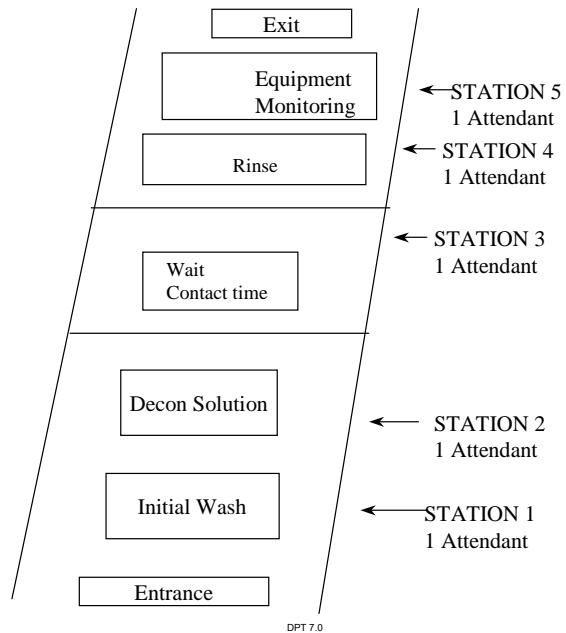 Exit
Equipment
Monitoring
STATION 5
1 Attendant
Rinse
STATION 4
1 Attendant
STATION 3
1 Attendant
Wait
Contact time
Decon Solution
STATION 2
1 Attendant
Initial Wash
STATION 1
1 Attendant
Entrance
DPT 7.0